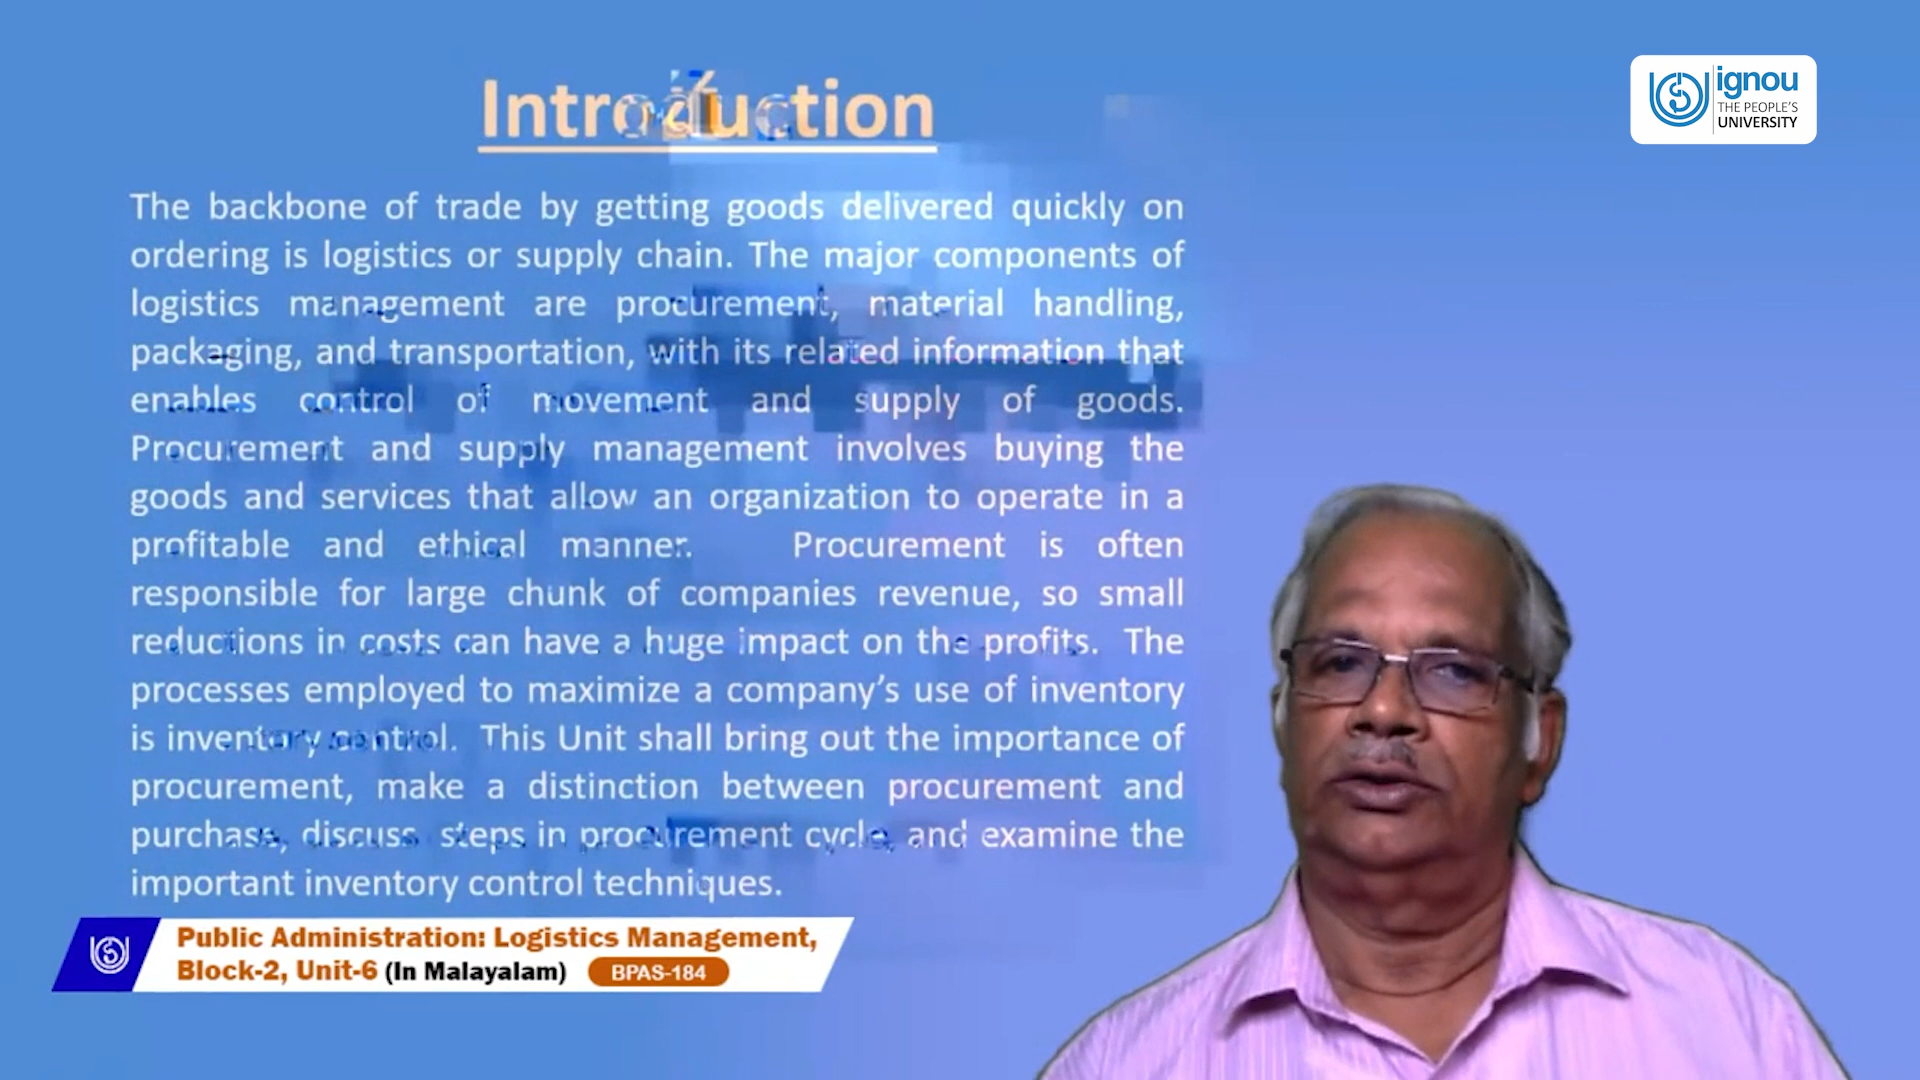 Introduction
ignou
THE PEOPLE'S
UNIVERSITY
The backbone of trade by getting goods delivered quickly on
ordering is logistics or supply chain. The major components of
logistics management are procurement, material handling,
packaging, and transportation, with its related information that
enables control of movement and supply of goods.
Procurement and supply management involves buying the
goods and services that allow an organization to operate in a
profitable and ethical manner. Procurement is often
responsible for large chunk of companies revenue, so small
reductions in costs can have a huge impact on the profits. The
processes employed to maximize a company’s use of inventory
is inventory control. This Unit shall bring out the importance of
procurement, make a distinction between procurement and
purchase, discuss steps in procurement cycle, and examine the
important inventory control techniques.
Public Administration: Logistics Management,
Block-2, Unit-6 (In Malayalam) BPAS-184